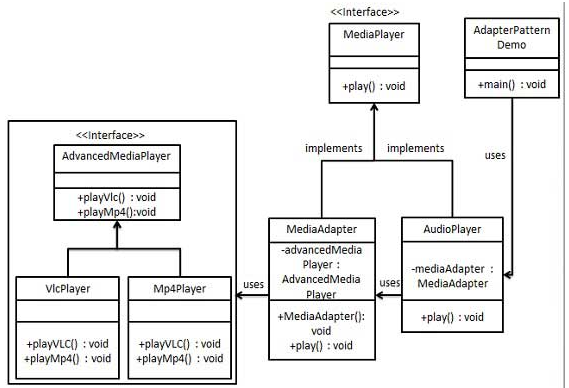 <<Interface>>
MediaPlayer
+play() : void
AdapterPattern
Demo
+main() : void
implements
implements
uses
<<Interface>>
AdvancedMediaPlayer
+playVlc() : void
+playMp4():void
VlcPlayer
+playVLC() : void
+playMp4() : void
Mp4Player
+playVLC() : void
+playMp4() : void
uses
MediaAdapter
-advancedMedia
Player :
AdvancedMedia
Player
+MediaAdapter():
void
+play() : void
uses
AudioPlayer
-mediaAdapter :
MediaAdapter
+play() : void